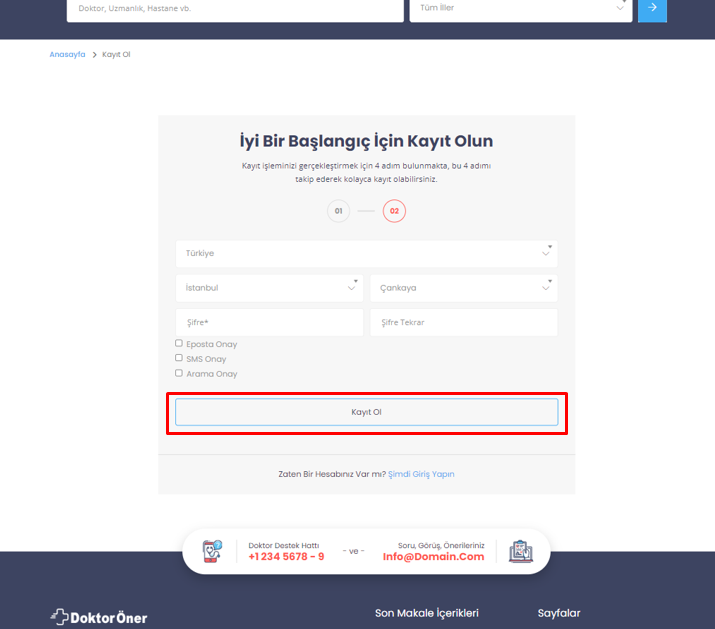 Doktor, Uzmanlık, Hastane vb.
Tüm İller
Anasayfa > Kayıt Ol
İyi Bir Başlangıç İçin Kayıt Olun
Kayıt işleminizi gerçekleştirmek için 4 adım bulunmakta, bu 4 adımı
takip ederek kolayca kayıt olabilirsiniz.
01
02
Türkiye
İstanbul
Çankaya
Şifre*
Şifre Tekrar
Eposta Onay
SMS Onay
Arama Onay
Kayıt Ol
Zaten Bir Hesabınız Var mı? Şimdi Giriş Yapın
Doktor Destek Hattı
+1 234 5678 - 9
- ve -
Soru, Görüş, Önerileriniz
Info@Domain.Com
DoktorÖner
Son Makale İçerikleri
Sayfalar